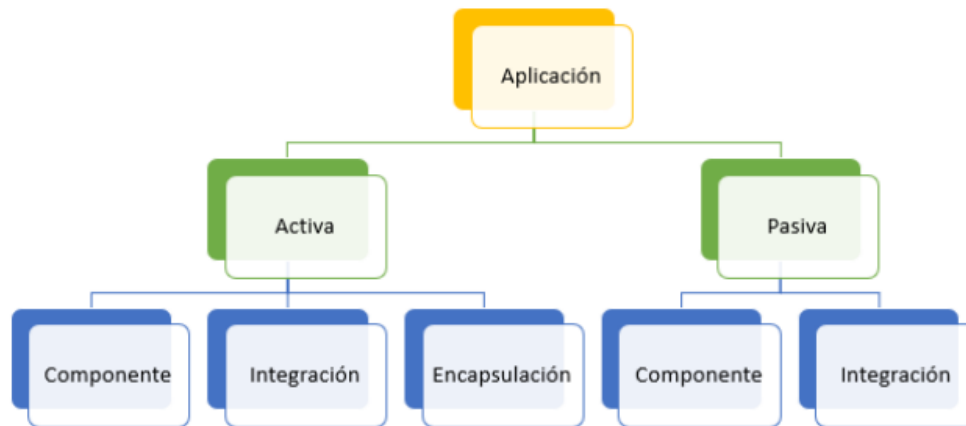 Aplicación
Activa
Pasiva
Componente
Integración
Encapsulación
Componente
Integración